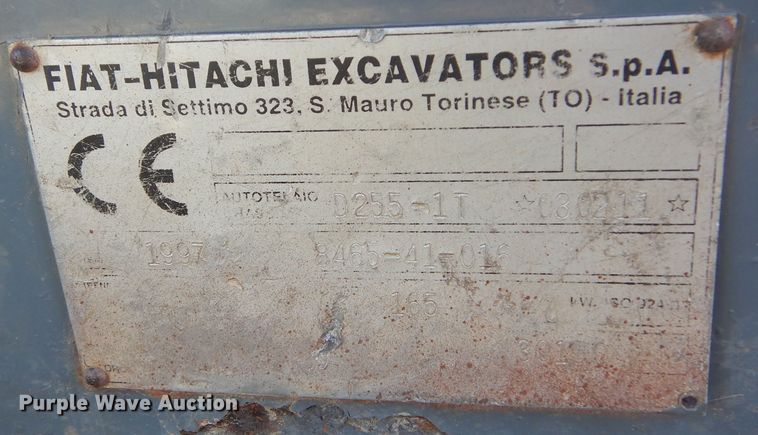 FIAT-HITACHI EXCAVATORS S.p.A.
Strada di Settimo 323, S. Mauro Torinese (TO) - Italia
CE
AUTOTELAIO D255-1T ☆030211☆
1997 8465-41-016
165 kW. ISO
Purple Wave Auction